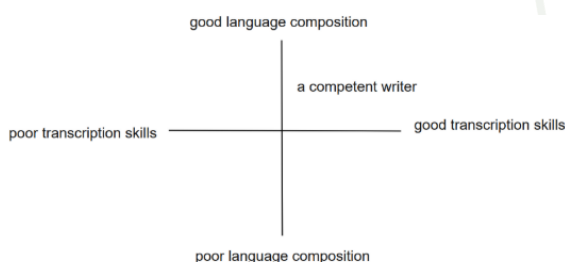 good language composition
a competent writer
good transcription skills
poor transcription skills
poor language composition